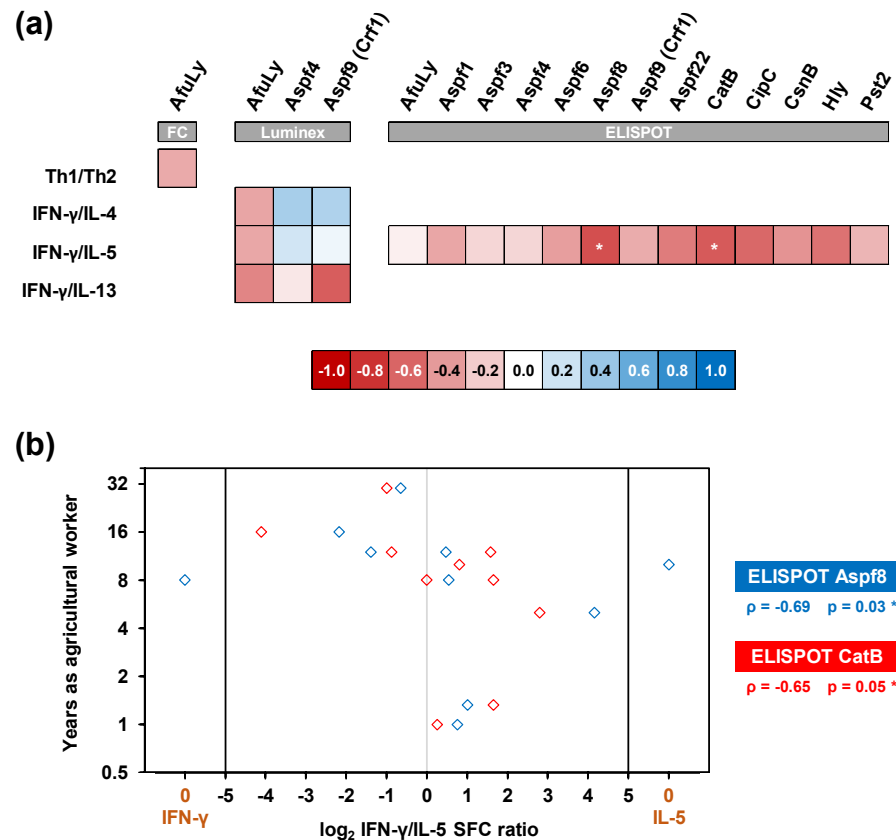 (a)
AfuLy
AfuLy Aspf4 Aspf9 (Crf1)
AfuLy Aspf1 Aspf3 Aspf4 Aspf6 Aspf8 Aspf9 (Crf1) Aspf22 CatB CipC CsnB Hly Pst2
FC Luminex ELISPOT
Th1/Th2
IFN-γ/IL-4
IFN-γ/IL-5 * *
IFN-γ/IL-13
-1.0 -0.8 -0.6 -0.4 -0.2 0.0 0.2 0.4 0.6 0.8 1.0
(b)
Years as agricultural worker
32
16
8
4
2
1
0.5
0 -5 -4 -3 -2 -1 0 1 2 3 4 5 0
IFN-γ log₂ IFN-γ/IL-5 SFC ratio IL-5
ELISPOT Aspf8
ρ = -0.69 p = 0.03 *
ELISPOT CatB
ρ = -0.65 p = 0.05 *